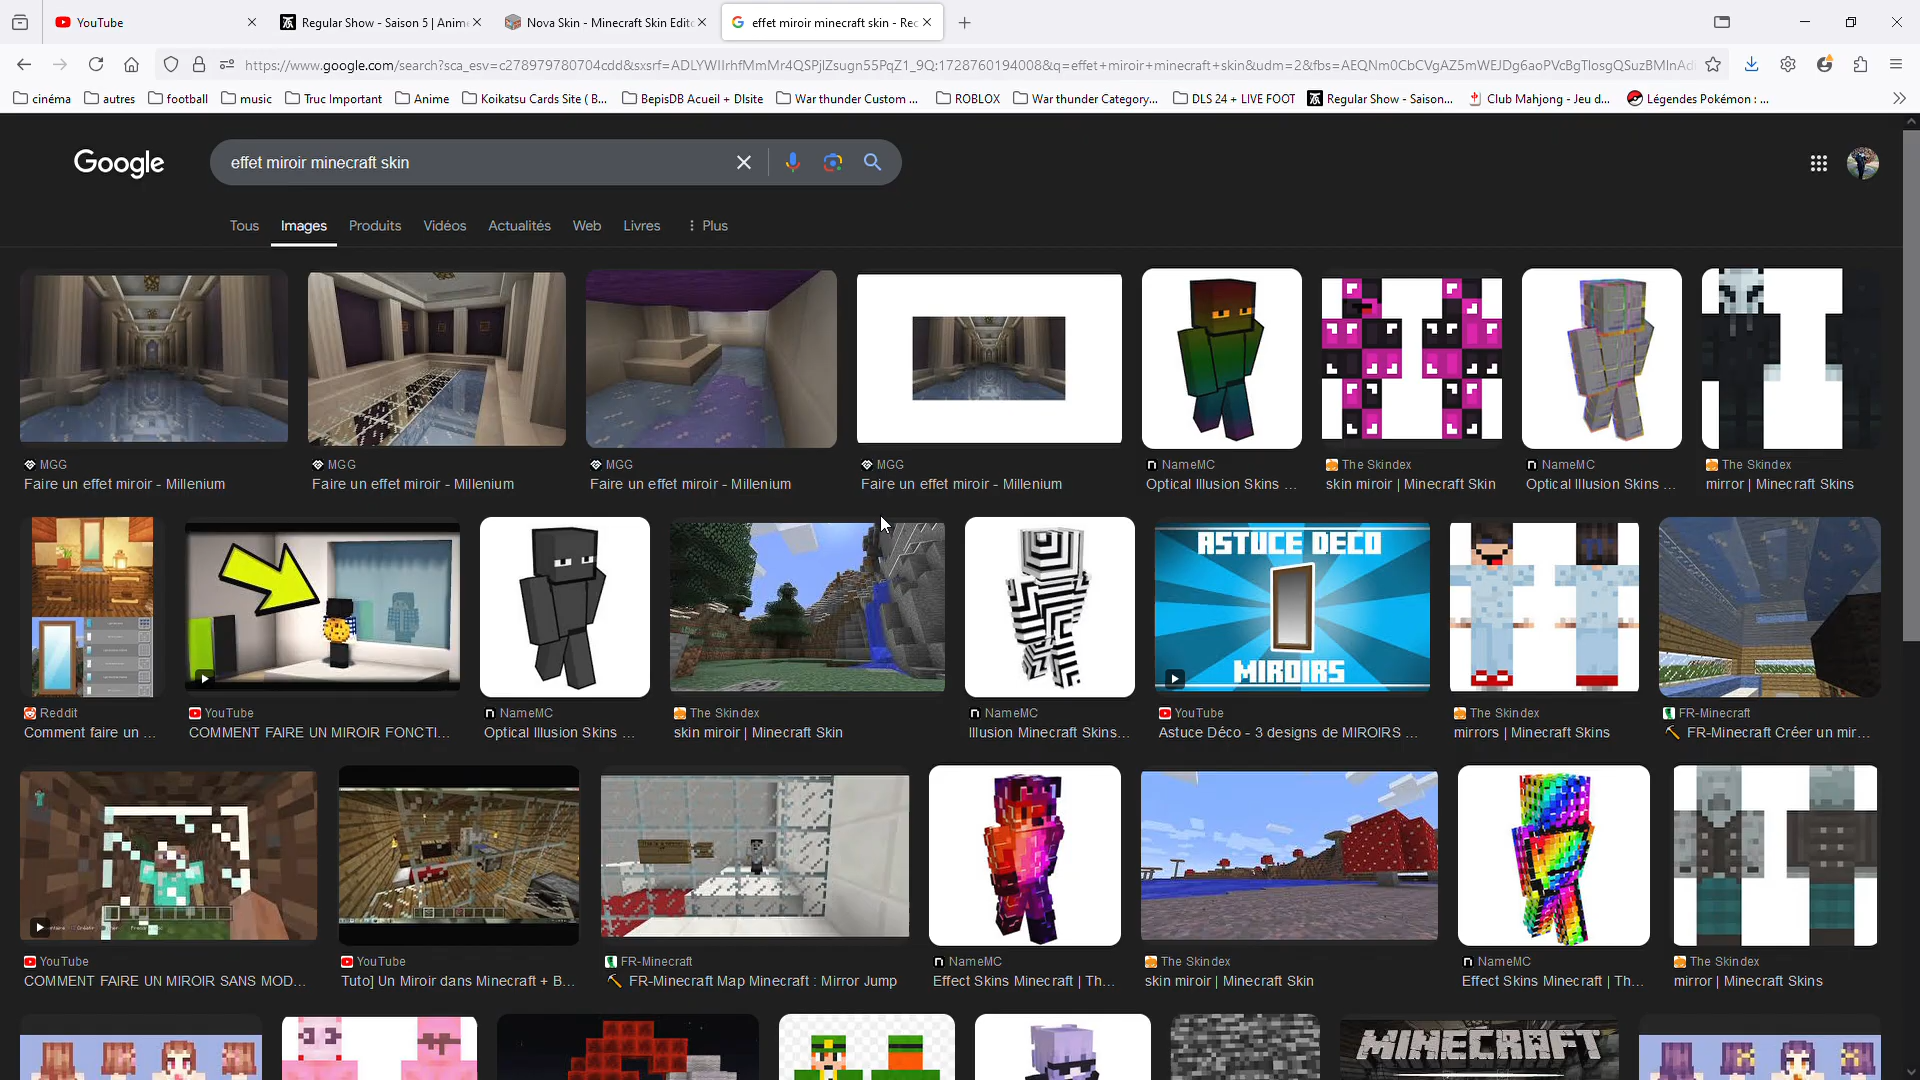 YouTube
Regular Show - Saison 5 | Anim
Nova Skin - Minecraft Skin Edit
effet miroir minecraft skin - Rec
https://www.google.com/search?sca_esv=c278979780704cdd&sxsrf=ADLYWIIrhfMmMr4QSPjlZsugn55PqZ1_9Q:1728760194008&q=effet+miroir+minecraft+skin&udm=2&fbs=AEQNm0CbCVgAZ5mWEJDg6aoPVcBgTlosgQSuzBMlnAd
cinéma
autres
football
music
Truc Important
Anime
Koikatsu Cards Site ( B...
BepisDB Acueil + DIsite
War thunder Custom ...
ROBLOX
War thunder Category...
DLS 24 + LIVE FOOT
Regular Show - Saison...
Club Mahjong - Jeu d...
Légendes Pokémon : ...
Google
effet miroir minecraft skin
Tous
Images
Produits
Vidéos
Actualités
Web
Livres
Plus
MGG
Faire un effet miroir - Millenium
MGG
Faire un effet miroir - Millenium
MGG
Faire un effet miroir - Millenium
MGG
Faire un effet miroir - Millenium
NameMC
Optical Illusion Skins ...
The Skindex
skin miroir | Minecraft Skin
NameMC
Optical Illusion Skins ...
The Skindex
mirror | Minecraft Skins
ASTUCE DECO
MIROIRS
Reddit
Comment faire un ...
YouTube
COMMENT FAIRE UN MIROIR FONCTI...
NameMC
Optical Illusion Skins ...
The Skindex
skin miroir | Minecraft Skin
NameMC
Illusion Minecraft Skins...
YouTube
Astuce Déco - 3 designs de MIROIRS ...
The Skindex
mirrors | Minecraft Skins
FR-Minecraft
FR-Minecraft Créer un mir...
YouTube
COMMENT FAIRE UN MIROIR SANS MOD...
YouTube
Tuto] Un Miroir dans Minecraft + B...
FR-Minecraft
FR-Minecraft Map Minecraft : Mirror Jump
NameMC
Effect Skins Minecraft | Th...
The Skindex
skin miroir | Minecraft Skin
NameMC
Effect Skins Minecraft | Th...
The Skindex
mirror | Minecraft Skins
MINECRAFT